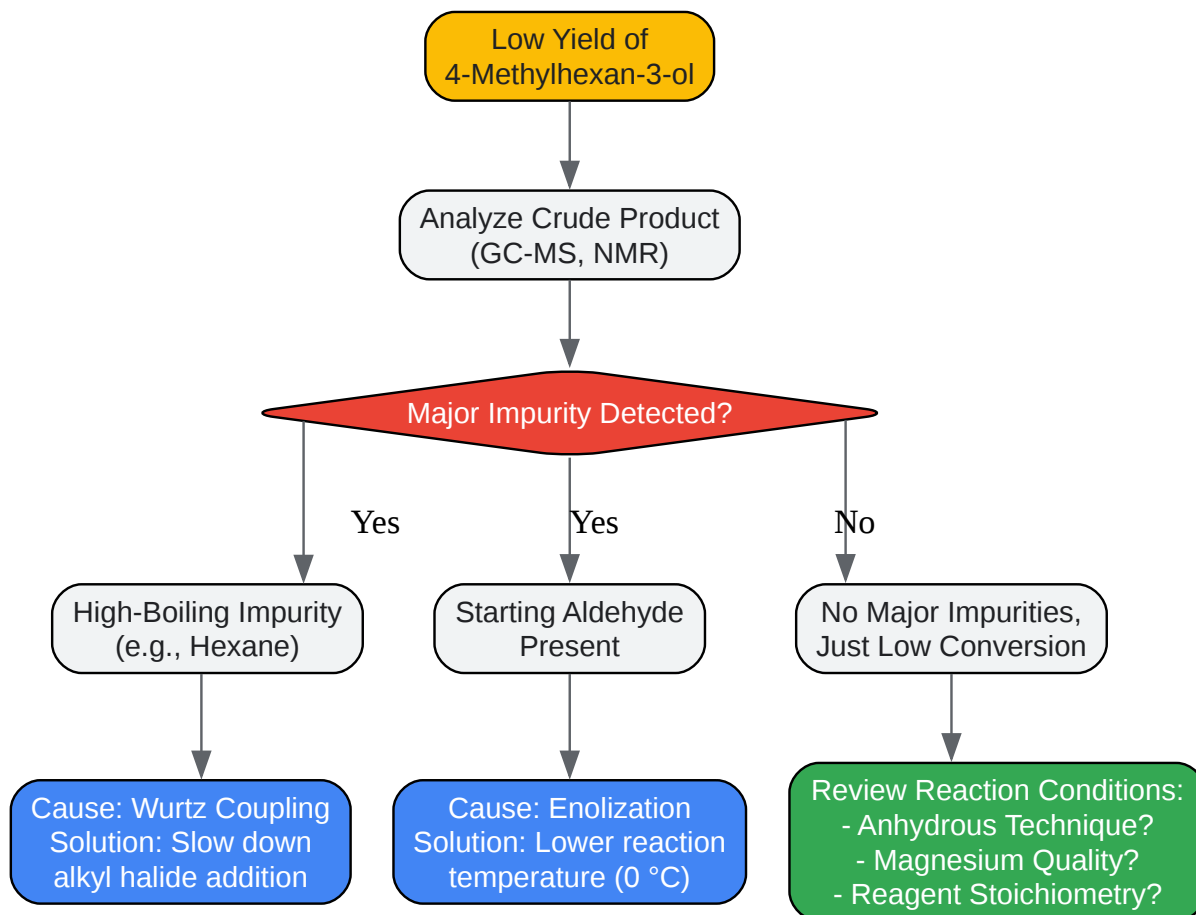 Low Yield of
4-Methylhexan-3-ol
Analyze Crude Product
(GC-MS, NMR)
Major Impurity Detected?
Yes
Yes
No
High-Boiling Impurity
(e.g., Hexane)
Starting Aldehyde
Present
No Major Impurities,
Just Low Conversion
Cause: Wurtz Coupling
Solution: Slow down
alkyl halide addition
Cause: Enolization
Solution: Lower reaction
temperature (0 °C)
Review Reaction Conditions:
- Anhydrous Technique?
- Magnesium Quality?
- Reagent Stoichiometry?